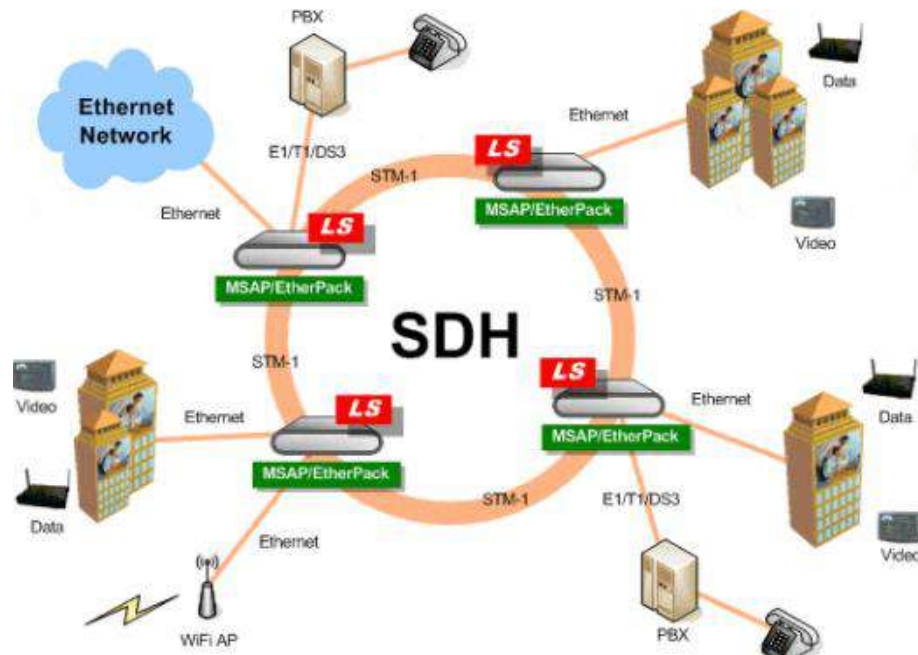 PBX
Ethernet
Network
Data
Ethernet
E1/T1/DS3
LS
STM-1
MSAP/EtherPack
Ethernet
LS
Video
MSAP/EtherPack
STM-1
SDH
STM-1
LS
Video
Ethernet
LS
Ethernet
Data
MSAP/EtherPack
MSAP/EtherPack
Data
STM-1
E1/T1/DS3
Ethernet
Video
WiFi AP
PBX